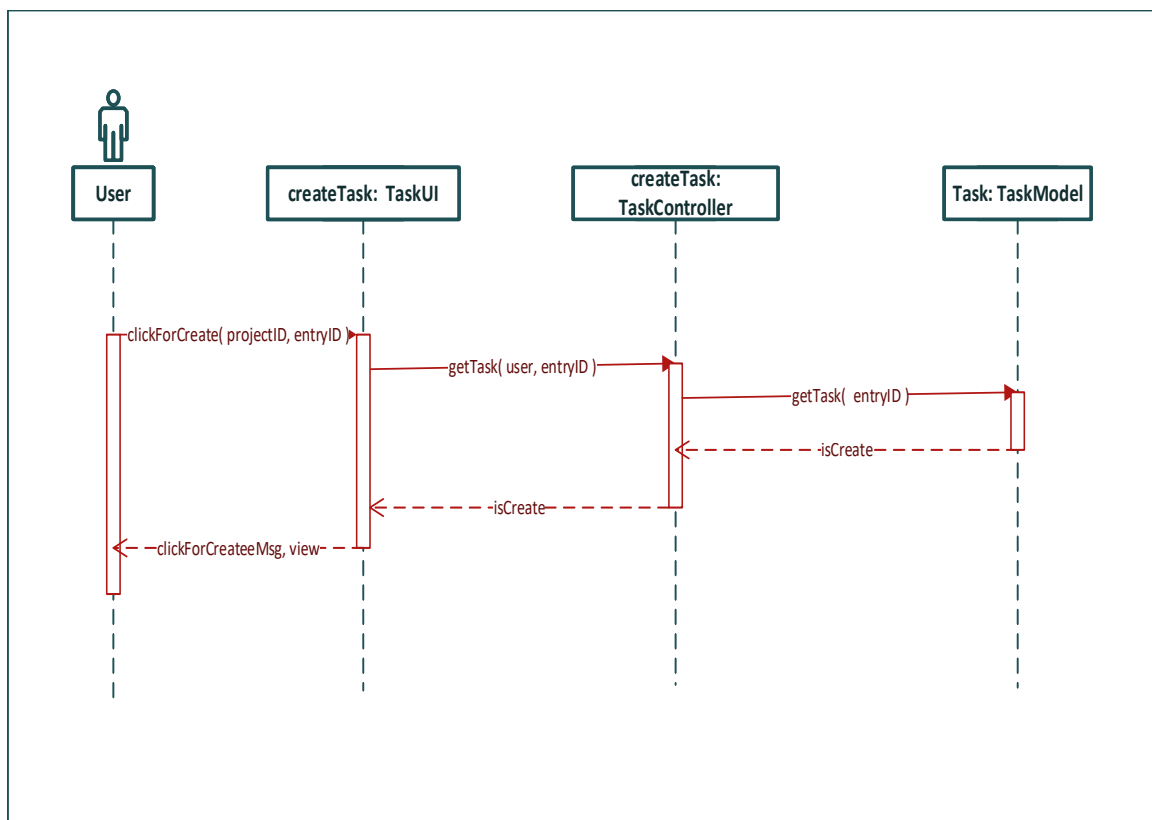 User
createTask: TaskUI
createTask:
TaskController
Task: TaskModel
clickForCreate( projectID, entryID )
getTask( user, entryID )
getTask( entryID )
isCreate
isCreate
clickForCreateeMsg, view